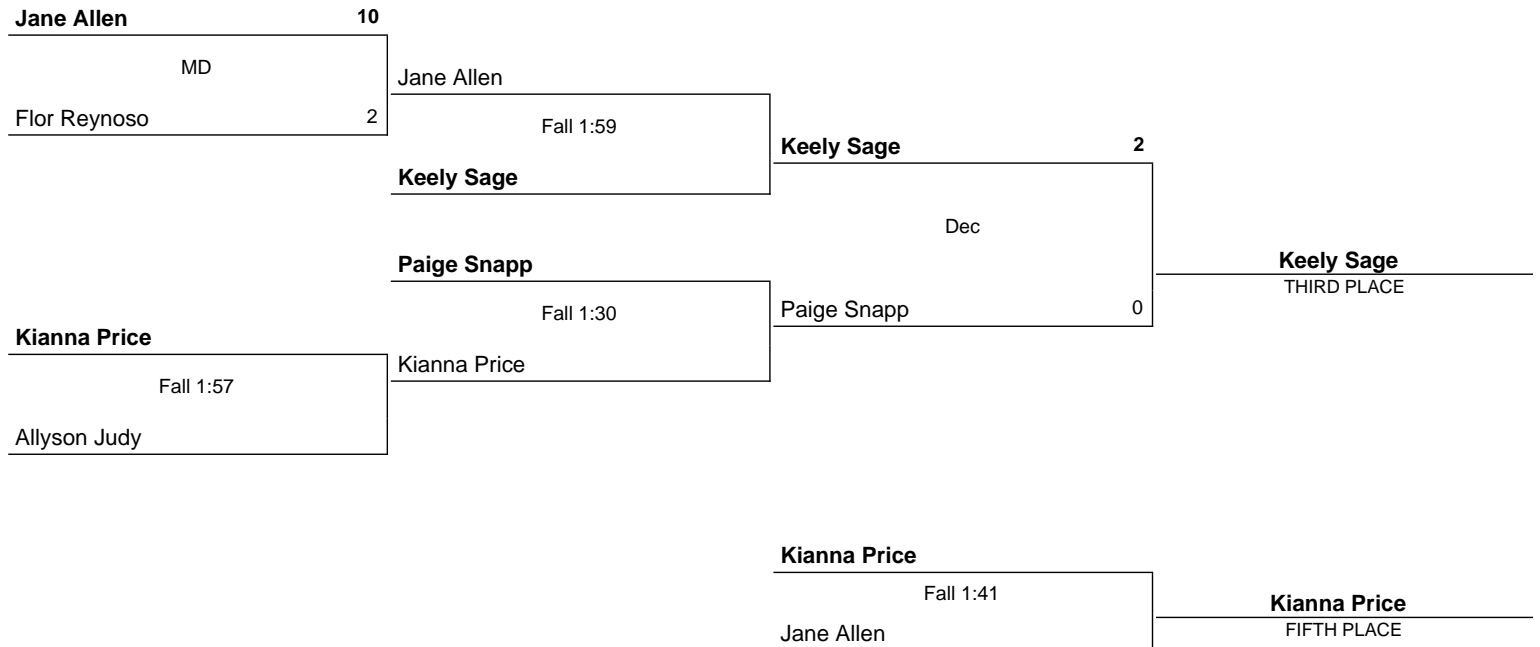 Jane Allen 10
MD
Flor Reynoso 2
Jane Allen
Fall 1:59
Keely Sage
Keely Sage 2
Dec
Paige Snapp 0
Paige Snapp
Fall 1:30
Kianna Price
Kianna Price
Fall 1:57
Allyson Judy
Keely Sage
THIRD PLACE
Kianna Price
Fall 1:41
Jane Allen
Kianna Price
FIFTH PLACE